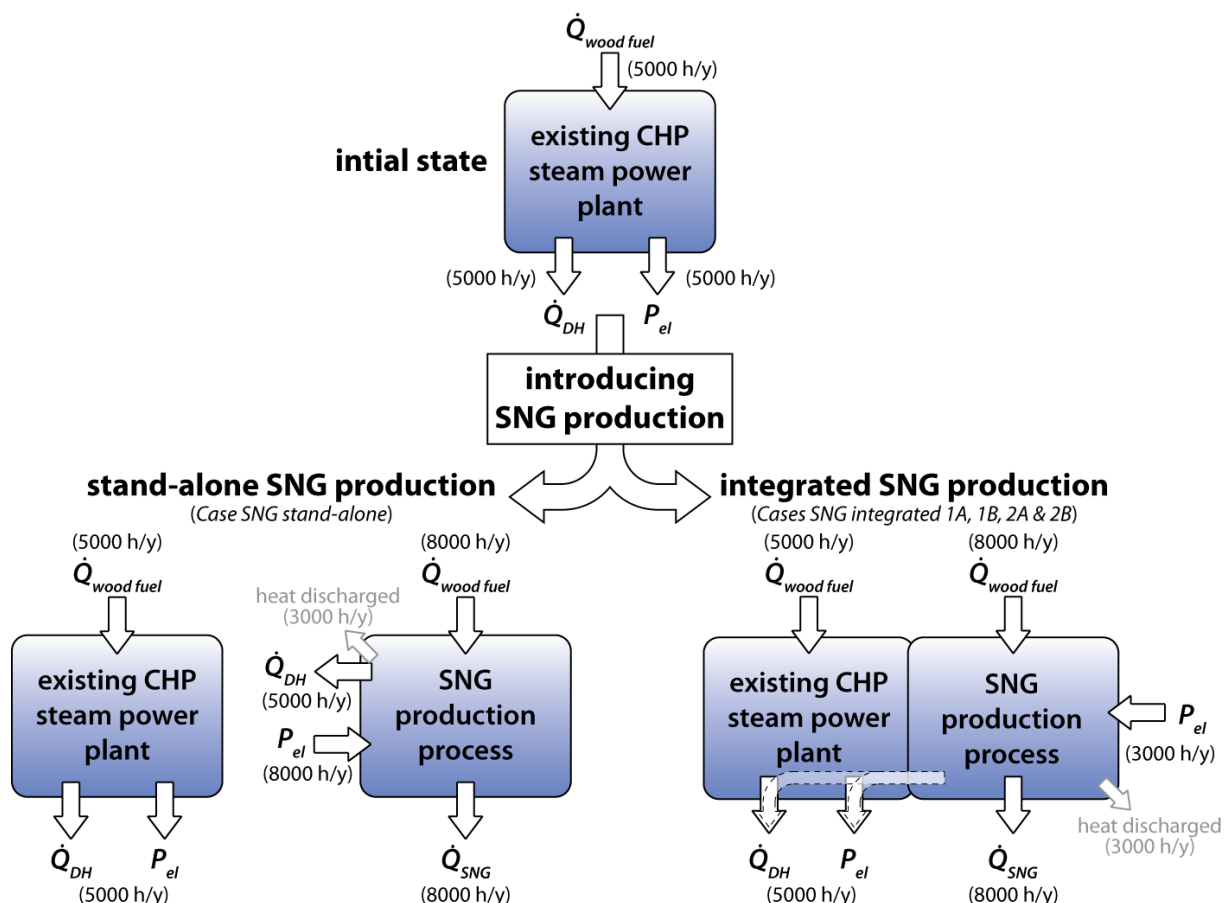 Q̇wood fuel
(5000 h/y)
existing CHP
steam power
plant
intial state
(5000 h/y)
(5000 h/y)
Q̇DH
Pel
introducing
SNG production
stand-alone SNG production
(Case SNG stand-alone)
(5000 h/y)
Q̇wood fuel
existing CHP
steam power
plant
Q̇DH
Pel
(5000 h/y)
(8000 h/y)
Q̇wood fuel
heat discharged
(3000 h/y)
Q̇DH
(5000 h/y)
Pel
(8000 h/y)
SNG
production
process
Q̇SNG
(8000 h/y)
integrated SNG production
(Cases SNG integrated 1A, 1B, 2A & 2B)
(5000 h/y)
Q̇wood fuel
existing CHP
steam power
plant
Q̇DH
Pel
(5000 h/y)
(8000 h/y)
Q̇wood fuel
SNG
production
process
Pel
(3000 h/y)
heat discharged
(3000 h/y)
Q̇SNG
(8000 h/y)